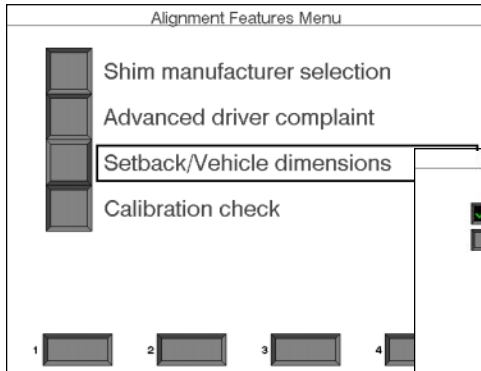 Alignment Features Menu
Shim manufacturer selection
Advanced driver complaint
Setback/Vehicle dimensions
Calibration check
1 2 3 4